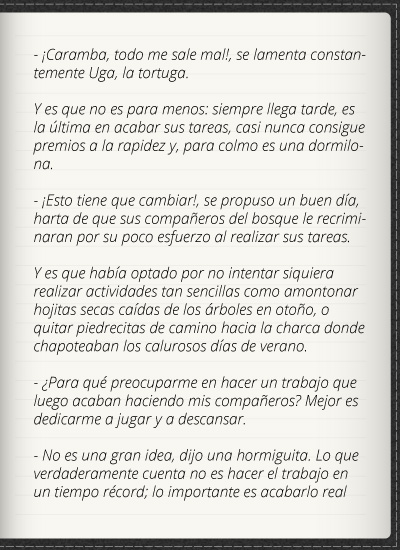 - ¡Caramba, todo me sale mal!, se lamenta constan-
temente Uga, la tortuga.
Y es que no es para menos: siempre llega tarde, es
la última en acabar sus tareas, casi nunca consigue
premios a la rapidez y, para colmo es una dormilo-
na.
- ¡Esto tiene que cambiar!, se propuso un buen día,
harta de que sus compañeros del bosque le recrimi-
naran por su poco esfuerzo al realizar sus tareas.
Y es que había optado por no intentar siquiera
realizar actividades tan sencillas como amontonar
hojitas secas caídas de los árboles en otoño, o
quitar piedrecitas de camino hacia la charca donde
chapoteaban los calurosos días de verano.
- ¿Para qué preocuparme en hacer un trabajo que
luego acaban haciendo mis compañeros? Mejor es
dedicarme a jugar y a descansar.
- No es una gran idea, dijo una hormiguita. Lo que
verdaderamente cuenta no es hacer el trabajo en
un tiempo récord; lo importante es acabarlo real